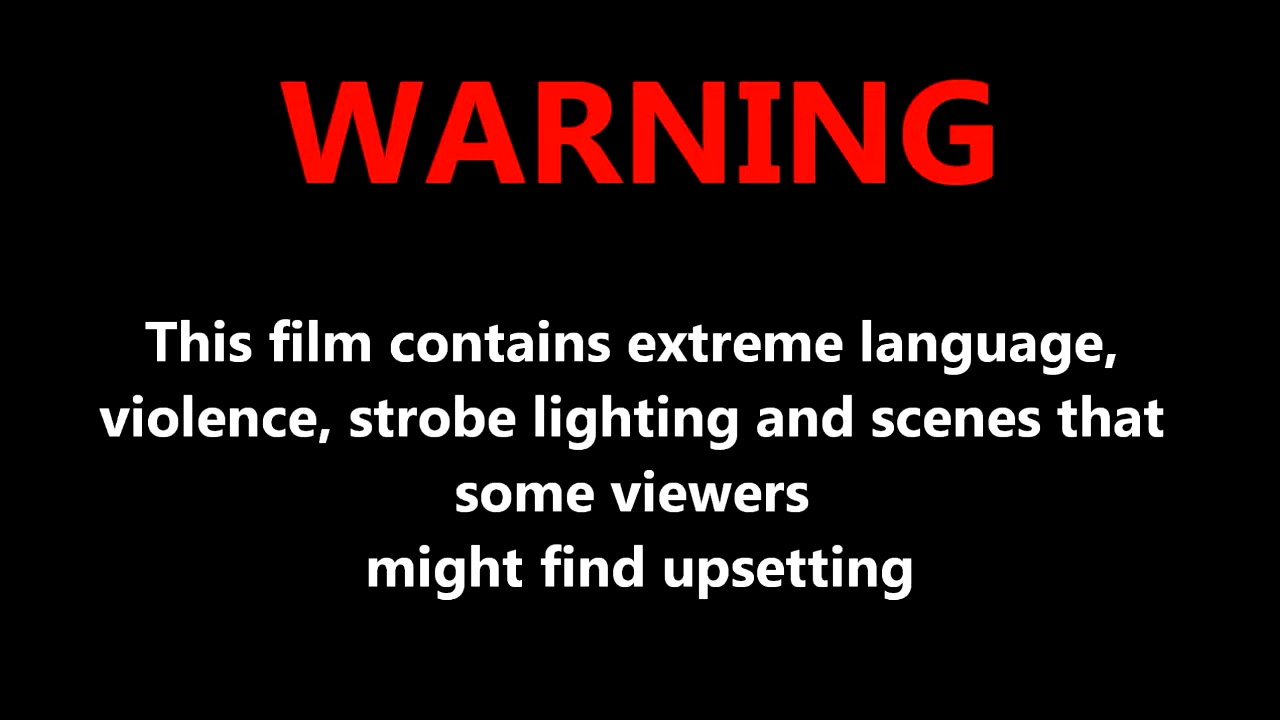 WARNING
This film contains extreme language,
violence, strobe lighting and scenes that
some viewers
might find upsetting